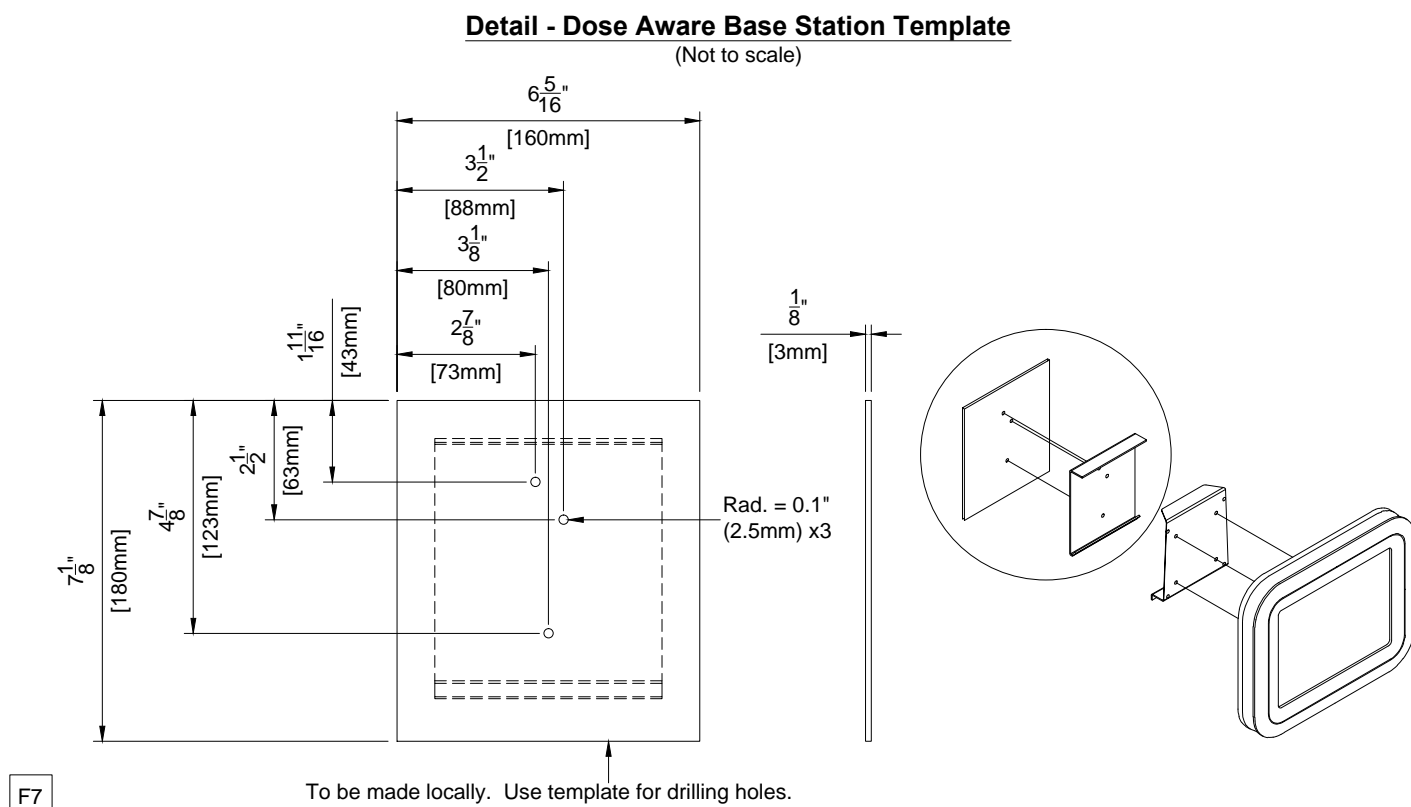 Detail - Dose Aware Base Station Template
(Not to scale)
6 5/16"
[160mm]
3 1/2"
[88mm]
3 1/8"
[80mm]
2 7/8"
[73mm]
1 11/16"
[43mm]
1/8"
[3mm]
2 1/2"
[63mm]
4 7/8"
[123mm]
7 1/8"
[180mm]
Rad. = 0.1"
(2.5mm) x3
To be made locally.  Use template for drilling holes.
F7